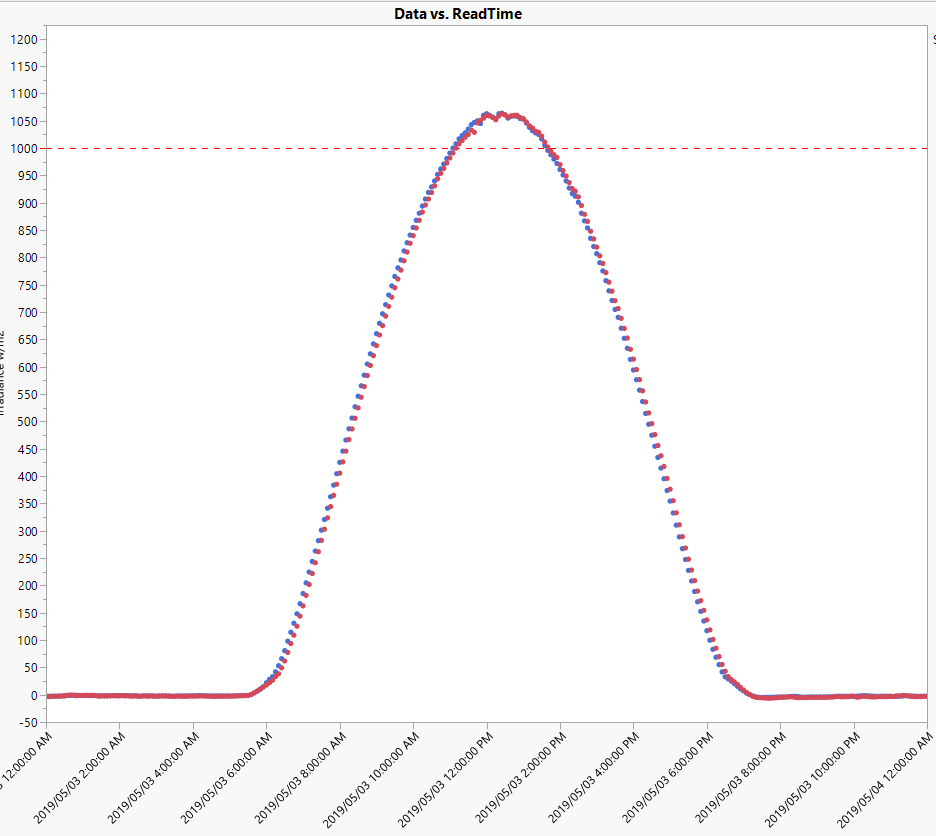 Data vs. ReadTime
1200
1150
1100
1050
1000
950
900
850
800
750
700
650
600
550
500
450
400
350
300
250
200
150
100
50
0
-50
12:00:00 AM
2019/05/03 2:00:00 AM
2019/05/03 4:00:00 AM
2019/05/03 6:00:00 AM
2019/05/03 8:00:00 AM
2019/05/03 10:00:00 AM
2019/05/03 12:00:00 PM
2019/05/03 2:00:00 PM
2019/05/03 4:00:00 PM
2019/05/03 6:00:00 PM
2019/05/03 8:00:00 PM
2019/05/03 10:00:00 PM
2019/05/04 12:00:00 AM